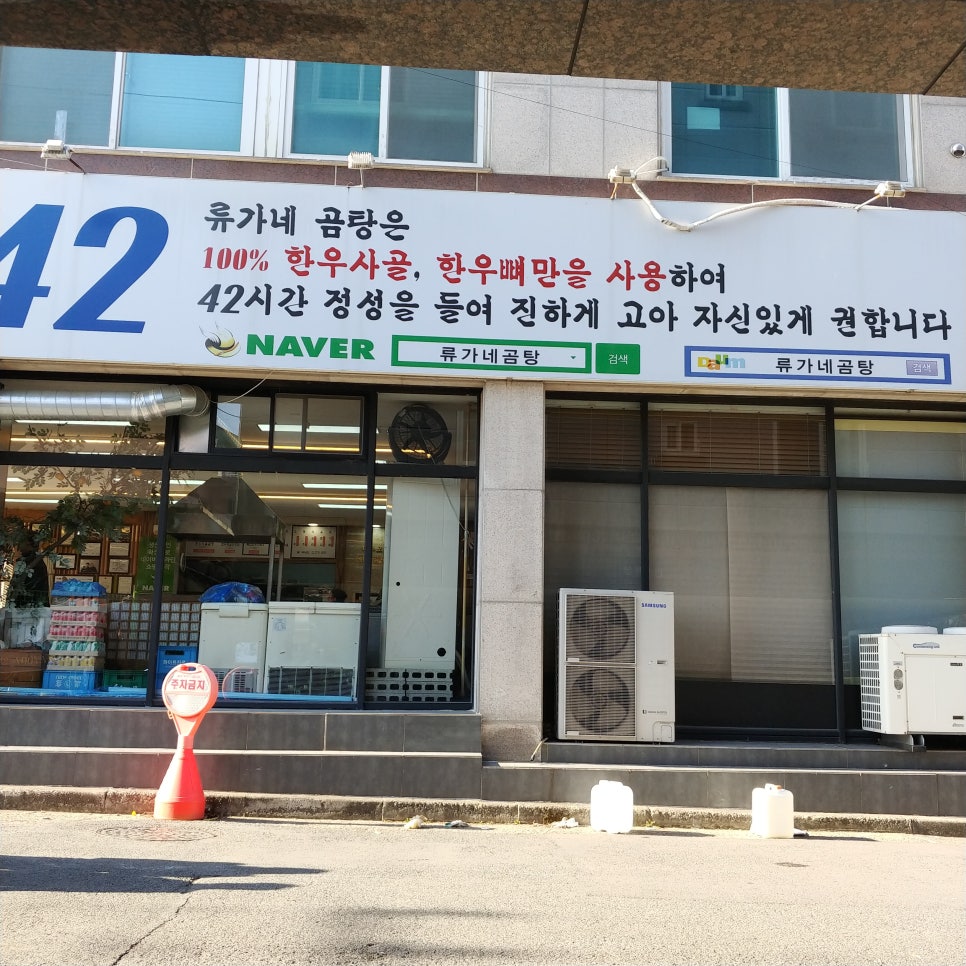 42
류가네 곰탕은
100% 한우사골, 한우뼈만을 사용하여
42시간 정성을 들여 진하게 고아 자신있게 권합니다
NAVER 류가네곰탕 검색
Daum 류가네곰탕 검색
SAMSUNG
주차금지